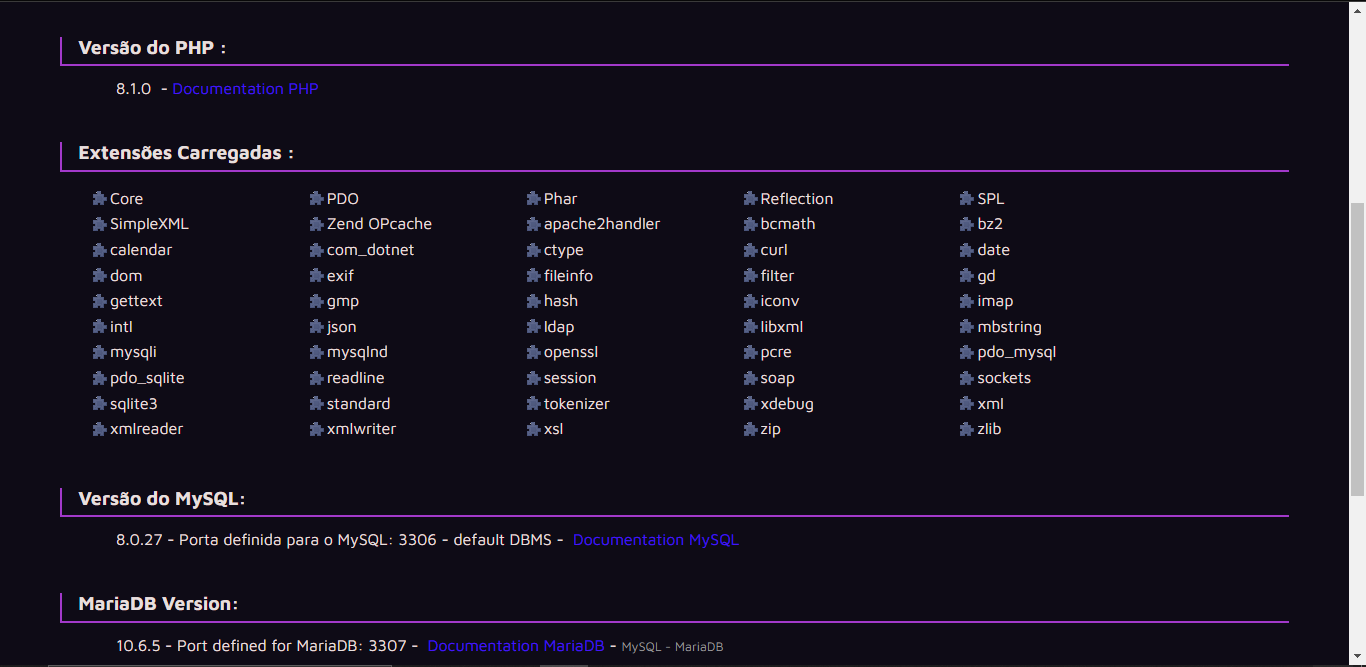 Versão do PHP :
8.1.0 - Documentation PHP
Extensões Carregadas :
Core PDO Phar Reflection SPL
SimpleXML Zend OPcache apache2handler bcmath bz2
calendar com_dotnet ctype curl date
dom exif fileinfo filter gd
gettext gmp hash iconv imap
intl json ldap libxml mbstring
mysqli mysqlnd openssl pcre pdo_mysql
pdo_sqlite readline session soap sockets
sqlite3 standard tokenizer xdebug xml
xmlreader xmlwriter xsl zip zlib
Versão do MySQL:
8.0.27 - Porta definida para o MySQL: 3306 - default DBMS - Documentation MySQL
MariaDB Version:
10.6.5 - Port defined for MariaDB: 3307 - Documentation MariaDB - MySQL - MariaDB